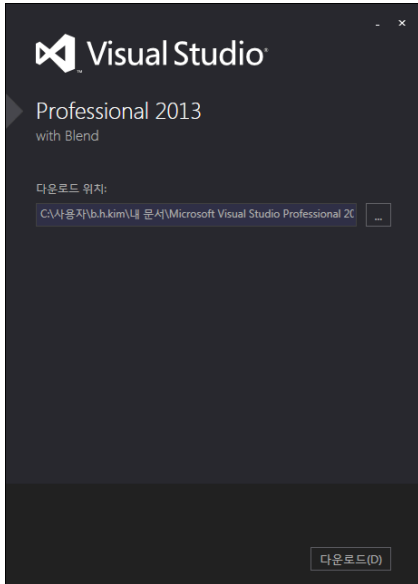 Visual Studio
Professional 2013
with Blend
다운로드 위치:
C:\사용자\b.h.kim\내 문서\Microsoft Visual Studio Professional 20
...
다운로드(D)